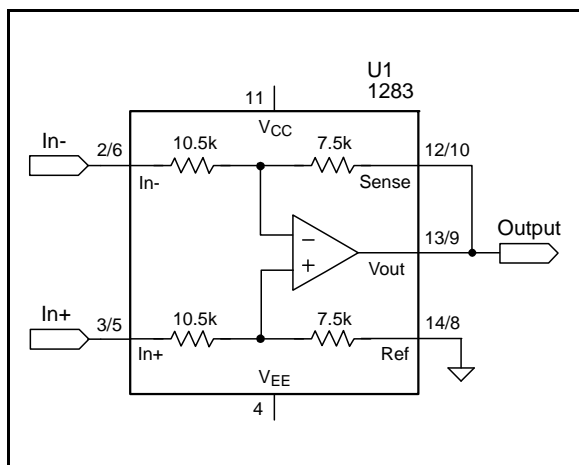 U1
1283
11
VCC
In-
2/6
10.5k
7.5k
12/10
In-
Sense
Output
13/9
Vout
−
+
In+
3/5
10.5k
7.5k
14/8
In+
Ref
VEE
4